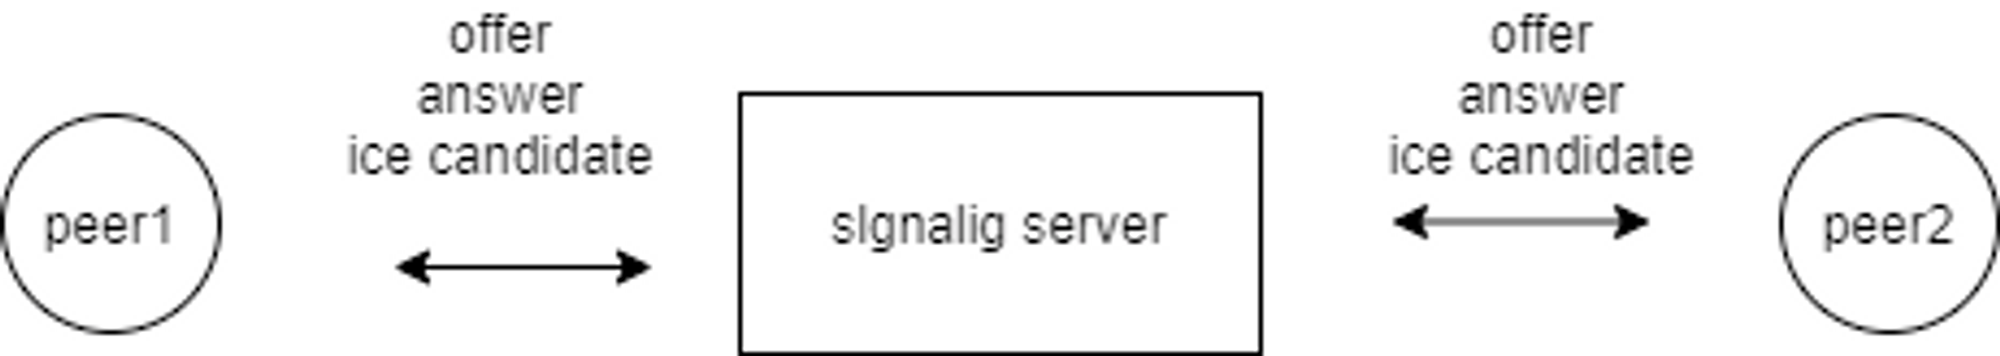 offer
answer
ice candidate
offer
answer
ice candidate
peer1
slgnalig server
peer2